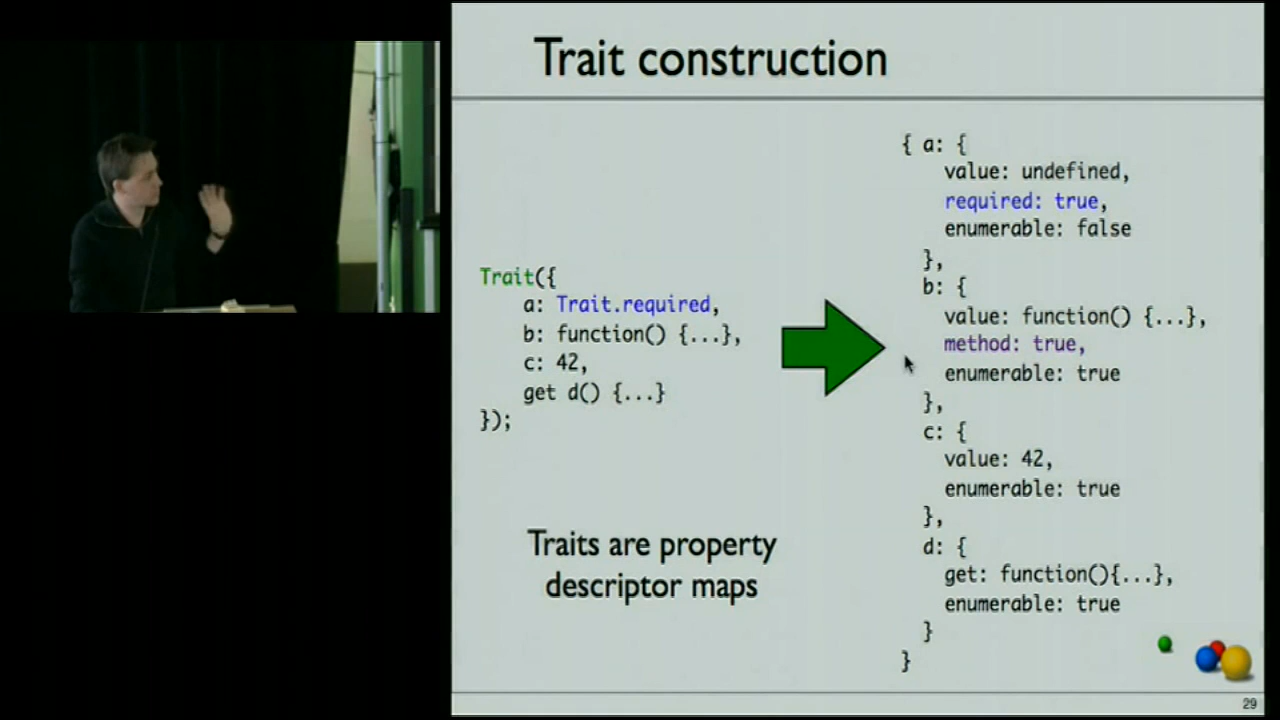 Trait construction
Trait({
a: Trait.required,
b: function() {...},
c: 42,
get d() {...}
});
Traits are property
descriptor maps
{ a: {
value: undefined,
required: true,
enumerable: false
},
b: {
value: function() {...},
method: true,
enumerable: true
},
c: {
value: 42,
enumerable: true
},
d: {
get: function(){...},
enumerable: true
}
}
29